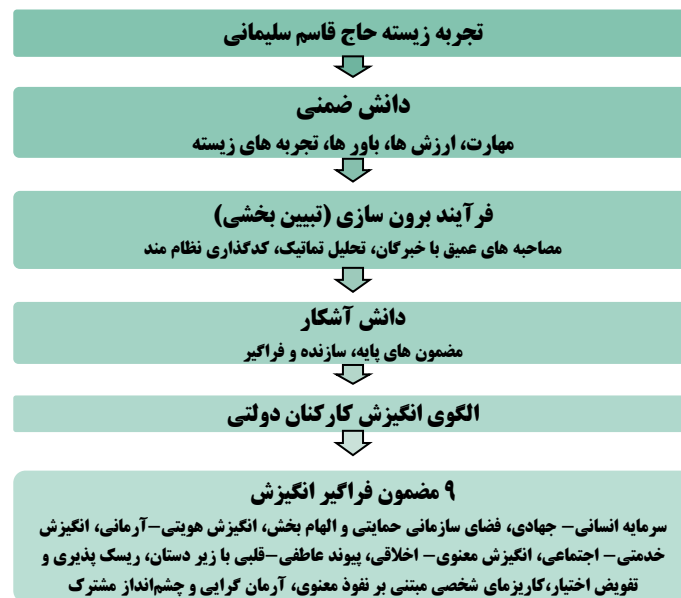 تجربه زیسته حاج قاسم سلیمانی
دانش ضمنی
مهارت، ارزش ها، باور ها، تجربه های زیسته
فرآیند برون سازی (تبیین بخشی)
مصاحبه های عمیق با خبرگان، تحلیل تماتیک، کدگذاری نظام مند
دانش آشکار
مضمون های پایه، سازنده و فراگیر
الگوی انگیزش کارکنان دولتی
۹ مضمون فراگیر انگیزش
سرمایه انسانی– جهادی، فضای سازمانی حمایتی و الهام بخش، انگیزش هویتی–آرمانی، انگیزش
خدمتی– اجتماعی، انگیزش معنوی– اخلاقی، پیوند عاطفی–قلبی با زیر دستان، ریسک پذیری و
تفویض اختیار،کاریزمای شخصی مبتنی بر نفوذ معنوی، آرمان گرایی و چشم‌انداز مشترک